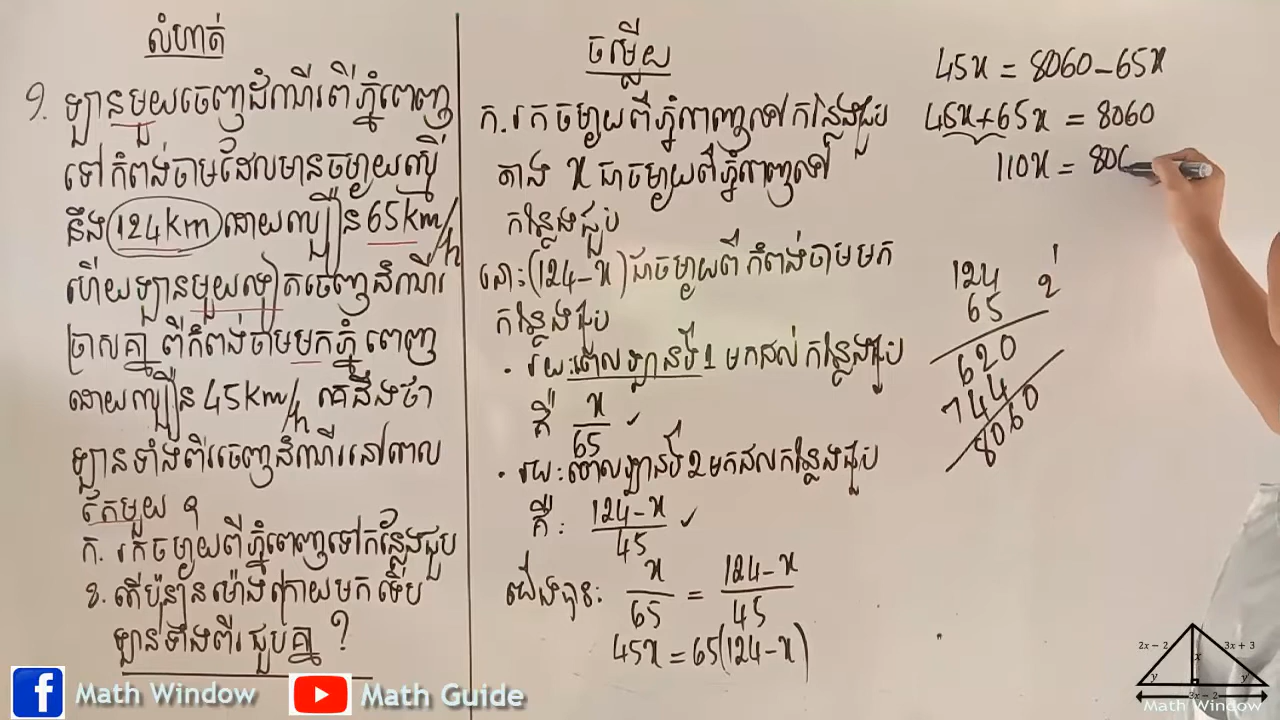 លំហាត់
១. ឡានមួយចេញដំណើរពីភ្នំពេញ
ទៅកំពង់ចាមដែលមានចម្ងាយស្មើ
នឹង 124km ដោយល្បឿន 65km/h
ហើយឡានមួយទៀតចេញដំណើរ
ច្រាសគ្នា ពីកំពង់ចាមមកភ្នំពេញ
ដោយល្បឿន 45km/h គេដឹងថា
ឡានទាំងពីរចេញដំណើរនៅពេល
តែមួយ ។
ក. រកចម្ងាយពីភ្នំពេញទៅកន្លែងជួប
ខ. តើប៉ុន្មានម៉ោងក្រោយមកទើប
ឡានទាំងពីរជួបគ្នា ?
ចម្លើយ
ក. រកចម្ងាយពីភ្នំពេញទៅកន្លែងជួប
តាង x ជាចម្ងាយពីភ្នំពេញទៅ
កន្លែងជួប
នោះ (124-x) ជាចម្ងាយពីកំពង់ចាមមក
កន្លែងជួប
· រយៈពេលឡានទី 1 មកដល់កន្លែងជួប
គឺ x/65 ✓
· រយៈពេលឡានទី 2 មកដល់កន្លែងជួប
គឺ: (124-x)/45 ✓
យើងបាន: x/65 = (124-x)/45
45x = 65(124-x)
45x = 8060-65x
45x+65x = 8060
110x = 80
124
65
620
744
8060
Math Window
Math Guide
2x - 2
3x + 3
x
y
y
3x - 2
Math Window